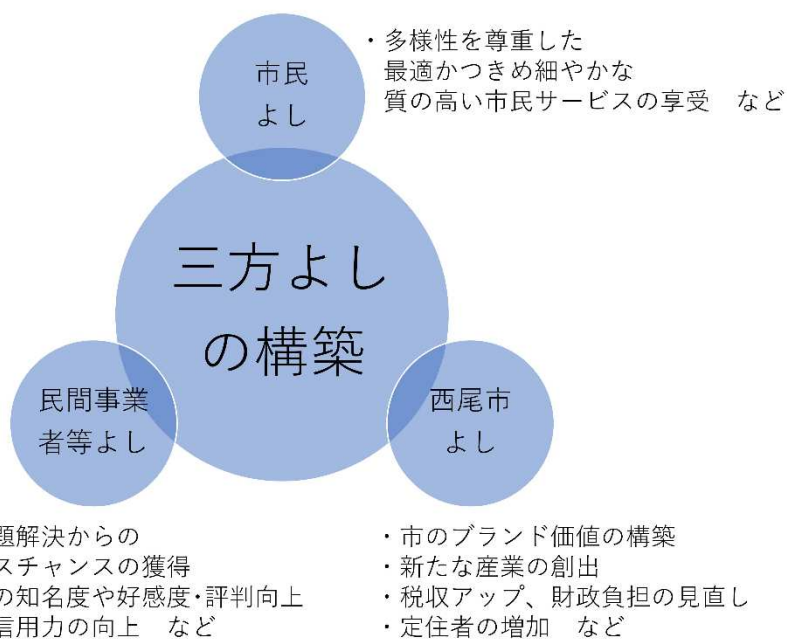 市民
よし
・多様性を尊重した
最適かつきめ細やかな
質の高い市民サービスの享受　など
三方よし
の構築
民間事業
者等よし
西尾市
よし
題解決からの
スチャンスの獲得
の知名度や好感度･評判向上
信用力の向上　など
・市のブランド価値の構築
・新たな産業の創出
・税収アップ、財政負担の見直し
・定住者の増加　など